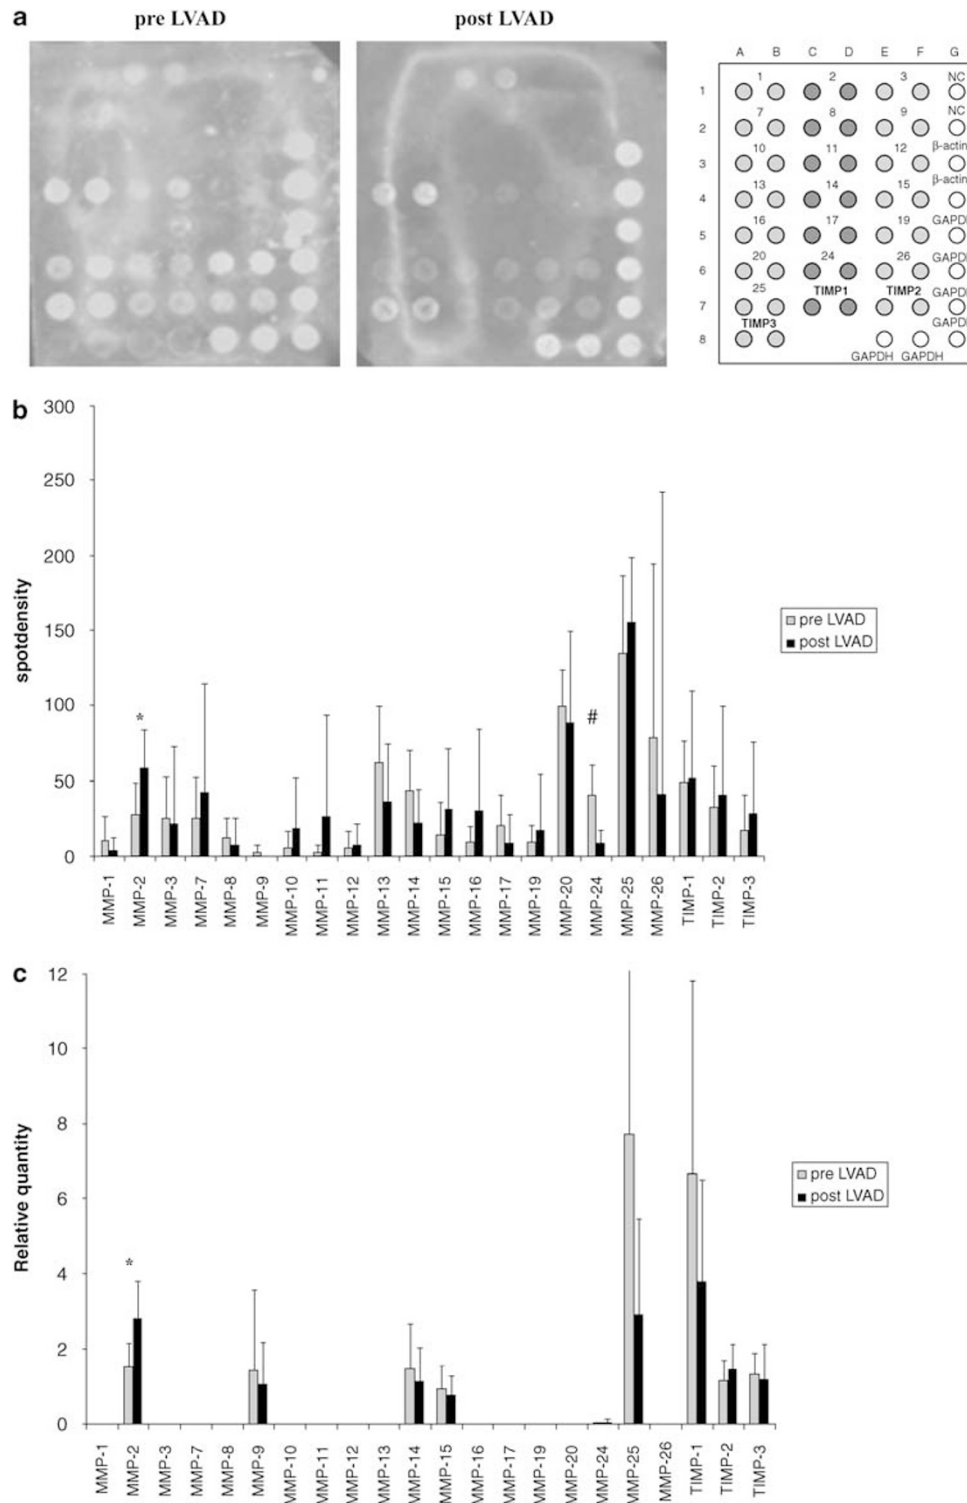 a
pre LVAD
post LVAD
A B C D E F G
1 2 3 NC
1
7 8 9 NC
2
10 11 12 β-actin
3
13 14 15 β-actin
4
16 17 19 GAPD
5
20 24 26 GAPD
6
25 TIMP1 TIMP2 GAPD
7
TIMP3 GAPD
8
GAPDH GAPDH
b
300
250
200
150
100
50
0
spotdensity
*
#
pre LVAD
post LVAD
MMP-1
MMP-2
MMP-3
MMP-7
MMP-8
MMP-9
MMP-10
MMP-11
MMP-12
MMP-13
MMP-14
MMP-15
MMP-16
MMP-17
MMP-19
MMP-20
MMP-24
MMP-25
MMP-26
TIMP-1
TIMP-2
TIMP-3
c
12
10
8
6
4
2
0
Relative quantity
*
pre LVAD
post LVAD
MMP-1
MMP-2
MMP-3
MMP-7
MMP-8
MMP-9
MMP-10
MMP-11
MMP-12
MMP-13
MMP-14
MMP-15
MMP-16
MMP-17
MMP-19
MMP-20
MMP-24
MMP-25
MMP-26
TIMP-1
TIMP-2
TIMP-3